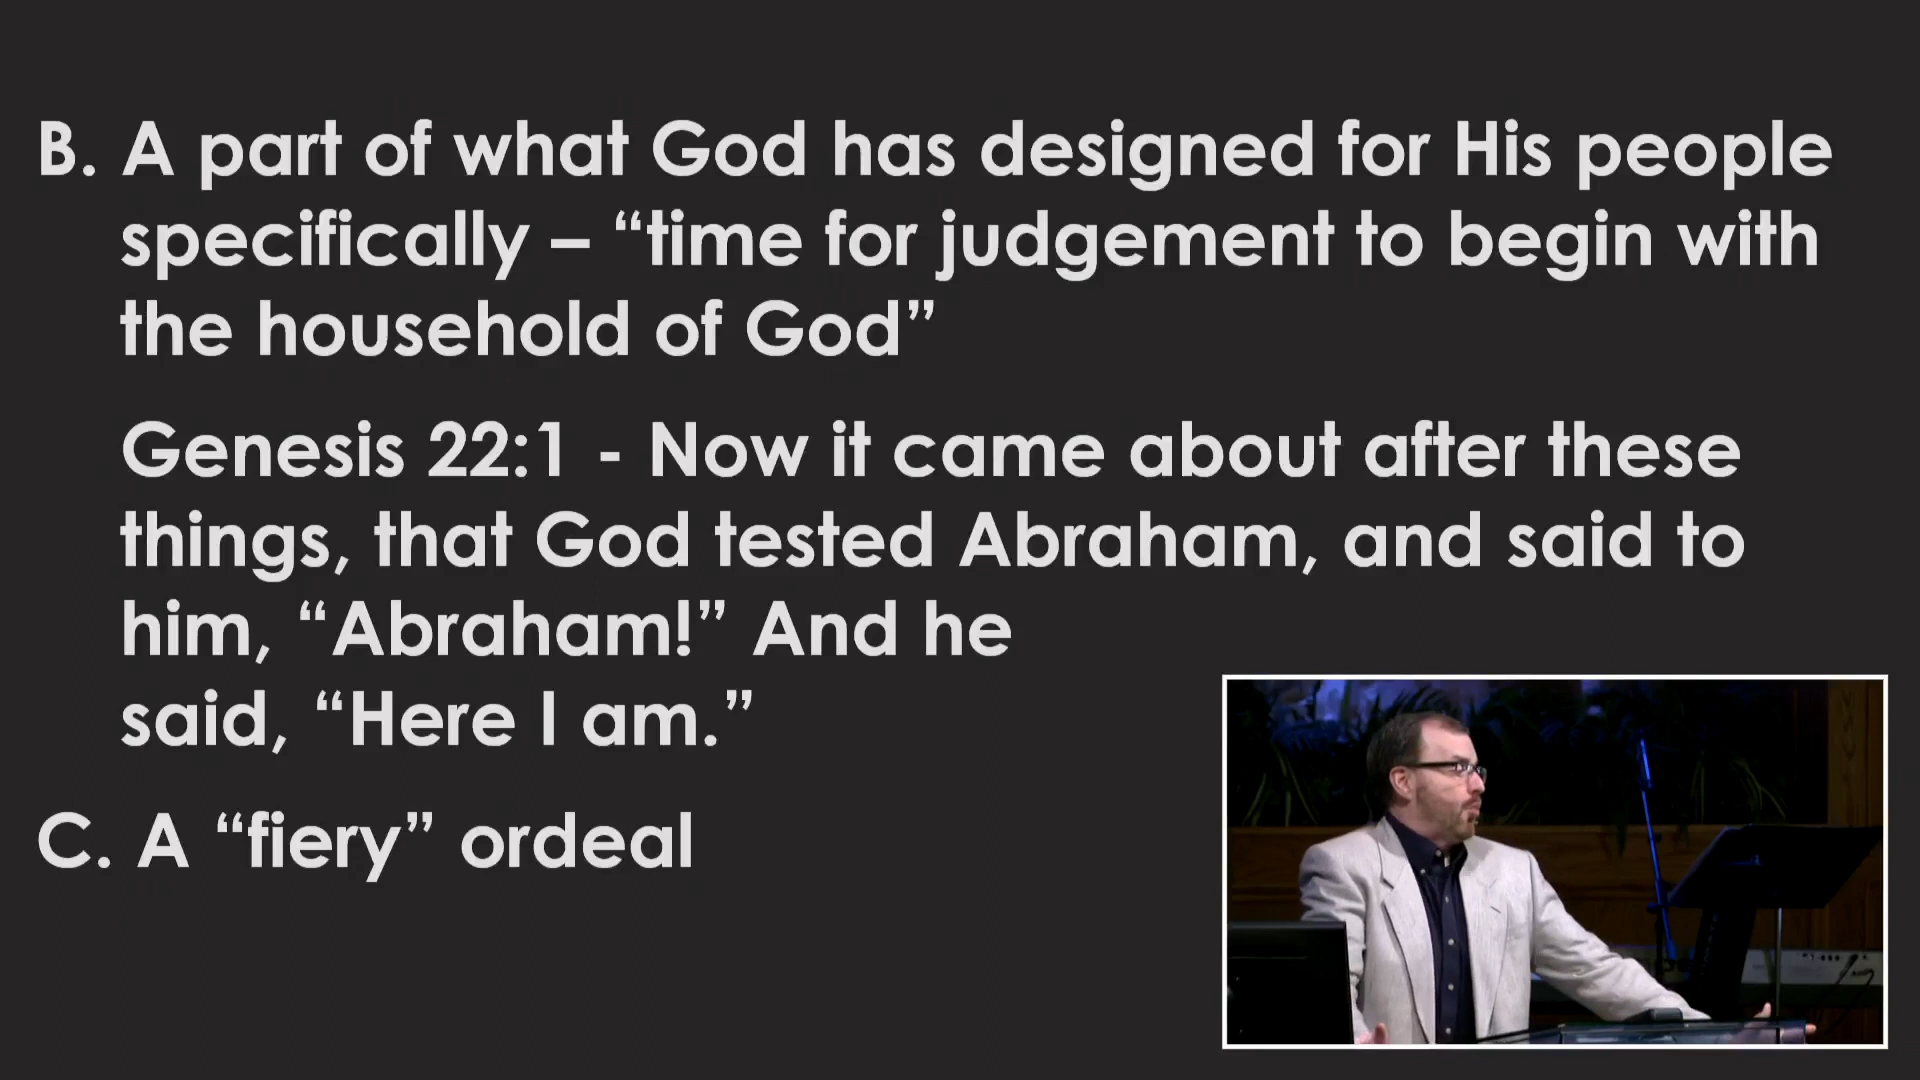 B. A part of what God has designed for His people
specifically – “time for judgement to begin with
the household of God”
Genesis 22:1 - Now it came about after these
things, that God tested Abraham, and said to
him, “Abraham!” And he
said, “Here I am.”
C. A “fiery” ordeal